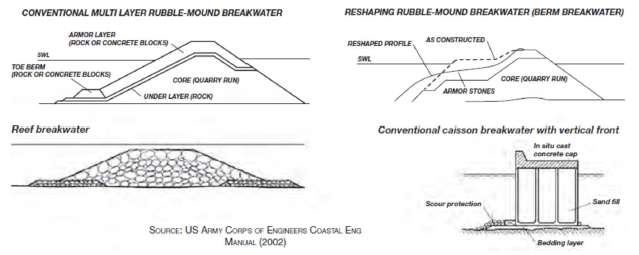 CONVENTIONAL MULTI LAYER RUBBLE-MOUND BREAKWATER
ARMOR LAYER
(ROCK OR CONCRETE BLOCKS)
SWL
TOE BERM
(ROCK OR CONCRETE BLOCKS)
CORE (QUARRY RUN)
UNDER LAYER (ROCK)
RESHAPING RUBBLE-MOUND BREAKWATER (BERM BREAKWATER)
AS CONSTRUCTED
RESHAPED PROFILE
SWL
CORE (QUARRY RUN)
ARMOR STONES
Reef breakwater
Conventional caisson breakwater with vertical front
In situ cast
concrete cap
Sand fill
Scour protection
Bedding layer
SOURCE: US ARMY CORP'S OF ENGINEERS COASTAL ENG
MANUAL (2002)